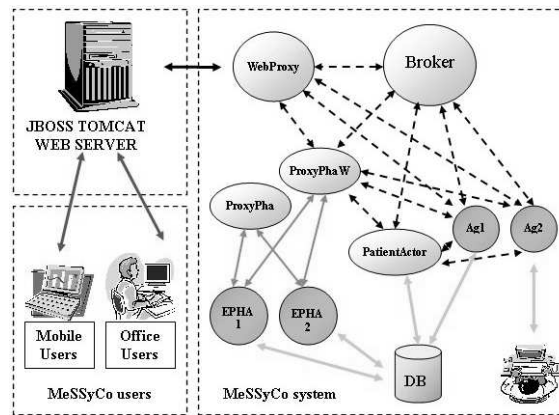 JBOSS TOMCAT
WEB SERVER
WebProxy
Broker
ProxyPhaW
ProxyPha
PatientActor
Ag1
Ag2
EPHA
1
EPHA
2
DB
Mobile
Users
Office
Users
MeSSyCo users
MeSSyCo system